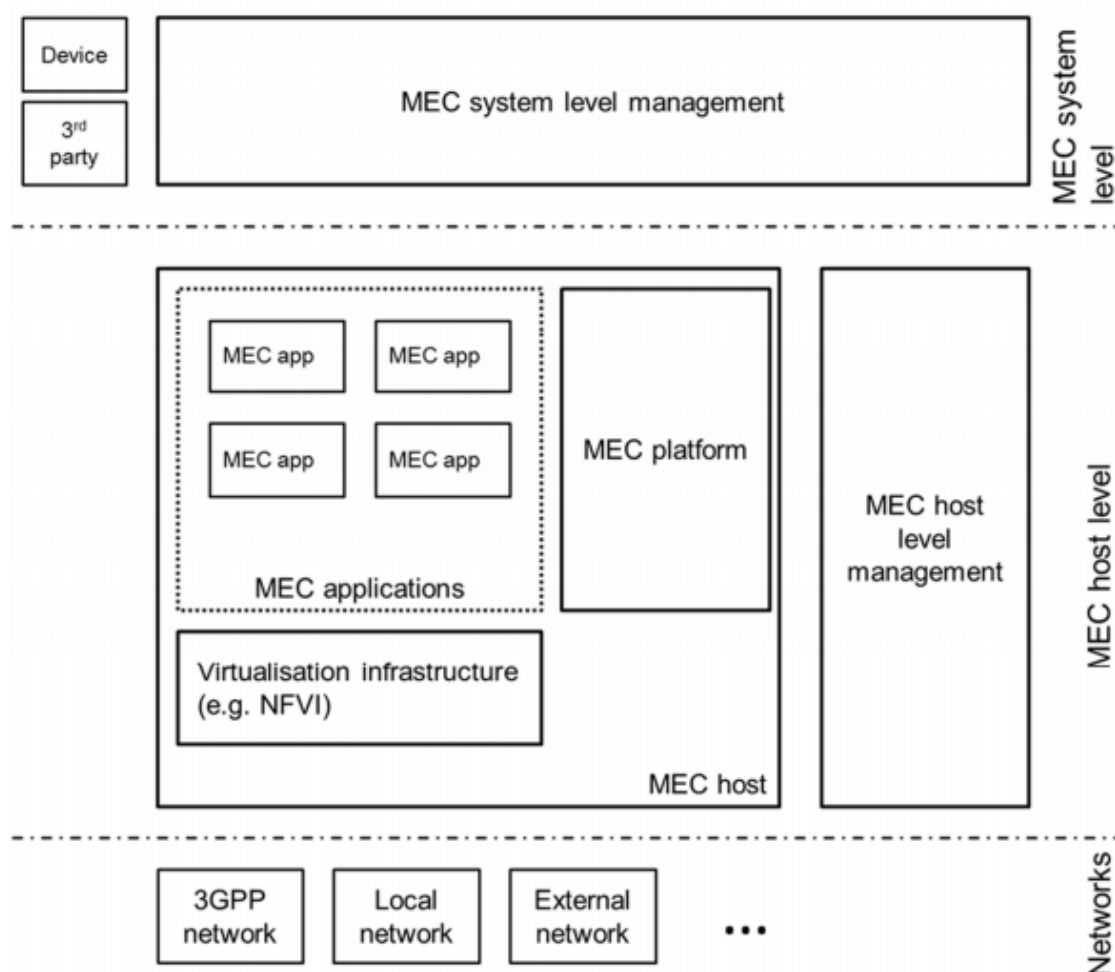 Device
3rd
party
MEC system level management
MEC system
level
MEC app
MEC app
MEC app
MEC app
MEC applications
MEC platform
Virtualisation infrastructure
(e.g. NFVI)
MEC host
MEC host
level
management
MEC host level
3GPP
network
Local
network
External
network
...
Networks